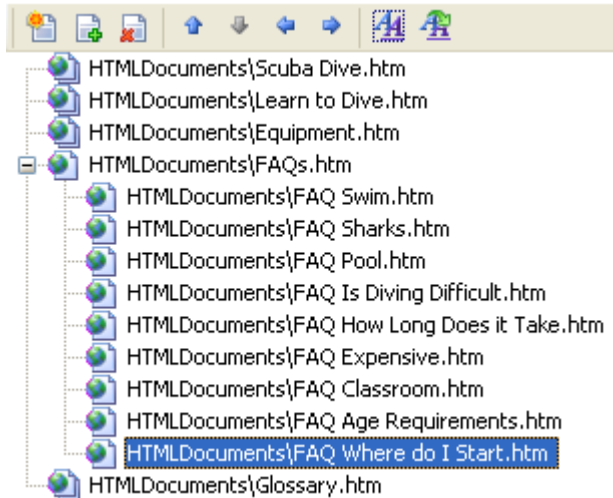 HTMLDocuments\Scuba Dive.htm
HTMLDocuments\Learn to Dive.htm
HTMLDocuments\Equipment.htm
HTMLDocuments\FAQs.htm
HTMLDocuments\FAQ Swim.htm
HTMLDocuments\FAQ Sharks.htm
HTMLDocuments\FAQ Pool.htm
HTMLDocuments\FAQ Is Diving Difficult.htm
HTMLDocuments\FAQ How Long Does it Take.htm
HTMLDocuments\FAQ Expensive.htm
HTMLDocuments\FAQ Classroom.htm
HTMLDocuments\FAQ Age Requirements.htm
HTMLDocuments\FAQ Where do I Start.htm
HTMLDocuments\Glossary.htm